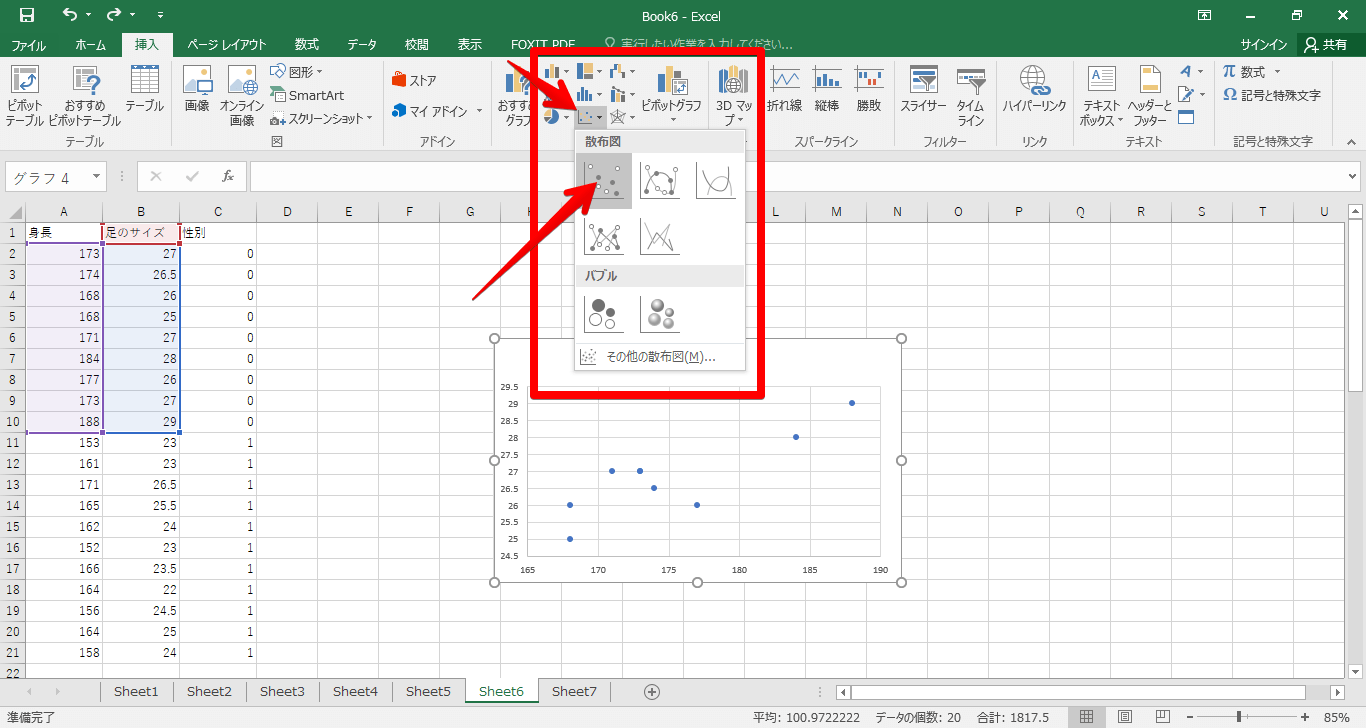 Book6 - Excel
ファイル ホーム 挿入 ページ レイアウト 数式 データ 校閲 表示 FOXIT PDF 実行したい作業を入力してください... サインイン 共有
ピボット
テーブル
おすすめ
ピボットテーブル
テーブル
テーブル
画像
オンライン
画像
図形
SmartArt
スクリーンショット
図
ストア
マイ アドイン
アドイン
おすす
グラフ
ピボットグラフ
3D マッ
プ
折れ線
縦棒
勝敗
スパークライン
スライサー
タイム
ライン
フィルター
ハイパーリンク
リンク
テキスト
ボックス
ヘッダーと
フッター
テキスト
π 数式
Ω 記号と特殊文字
記号と特殊文字
散布図
バブル
その他の散布図(M)...
グラフ 4
fx
A B C D E F G L M N O P Q R S T U
1 身長 足のサイズ 性別
2 173 27 0
3 174 26.5 0
4 168 26 0
5 168 25 0
6 171 27 0
7 184 28 0
8 177 26 0
9 173 27 0
10 188 29 0
11 153 23 1
12 161 23 1
13 171 26.5 1
14 165 25.5 1
15 162 24 1
16 152 23 1
17 166 23.5 1
18 164 22 1
19 156 24.5 1
20 164 25 1
21 158 24 1
22
29.5
29
28.5
28
27.5
27
26.5
26
25.5
25
24.5
165 170 175 180 185 190
Sheet1 Sheet2 Sheet3 Sheet4 Sheet5 Sheet6 Sheet7
準備完了 平均: 100.9722222 データの個数: 20 合計: 1817.5 85%